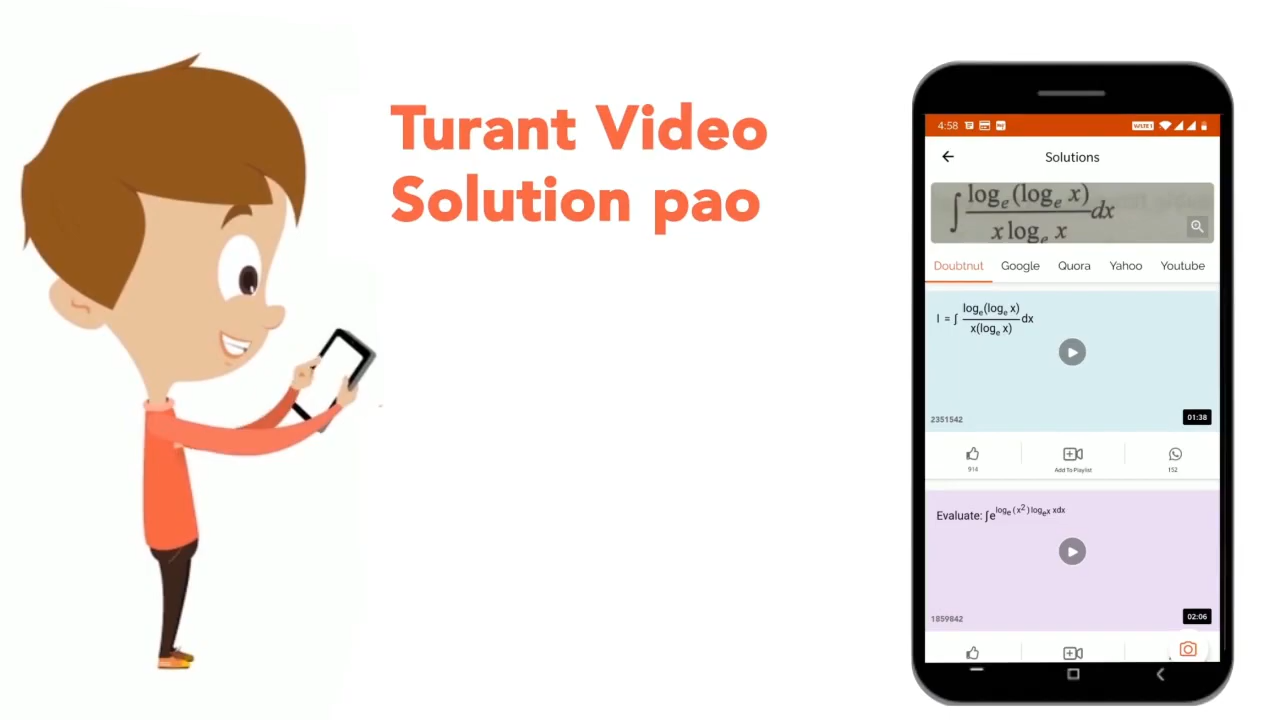 Turant Video
Solution pao
4:58
Solutions
∫ logₑ(logₑ x) / x logₑ x dx
Doubtnut Google Quora Yahoo Youtube
I = ∫ logₑ(logₑ x) / x(logₑ x) dx
2351542 01:38
914 Add To Playlist 152
Evaluate: ∫e^logₑ(x²)logₑx xdx
1859842 02:06